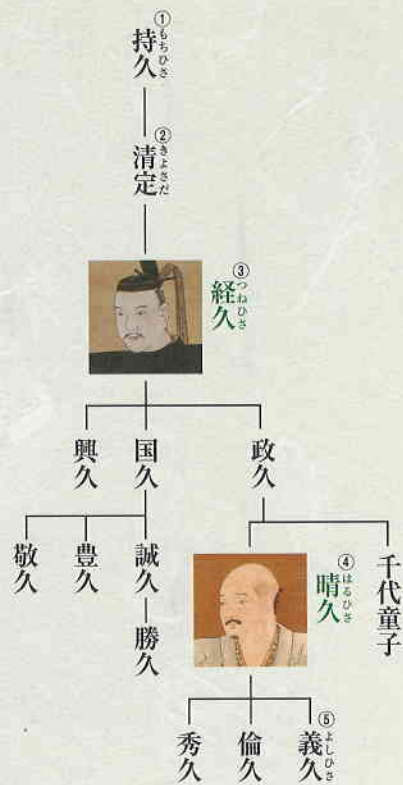 ①持久
もちひさ
②清定
きよさだ
③経久
つねひさ
政久
国久
興久
千代童子
④晴久
はるひさ
誠久
勝久
豊久
敬久
⑤義久
よしひさ
倫久
秀久